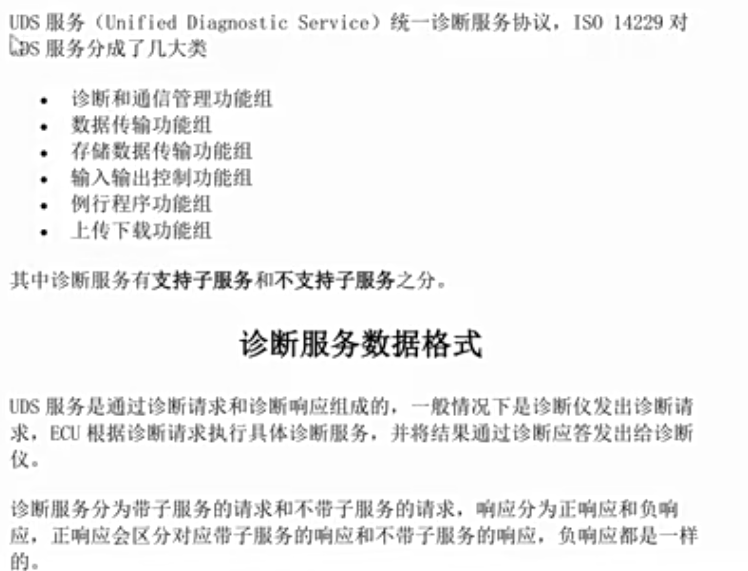 UDS 服务（Unified Diagnostic Service）统一诊断服务协议，ISO 14229 对
UDS 服务分成了几大类
• 诊断和通信管理功能组
• 数据传输功能组
• 存储数据传输功能组
• 输入输出控制功能组
• 例行程序功能组
• 上传下载功能组
其中诊断服务有支持子服务和不支持子服务之分。
诊断服务数据格式
UDS 服务是通过诊断请求和诊断响应组成的，一般情况下是诊断仪发出诊断请
求，ECU 根据诊断请求执行具体诊断服务，并将结果通过诊断应答发出给诊断
仪。
诊断服务分为带子服务的请求和不带子服务的请求，响应分为正响应和负响
应，正响应会区分对应带子服务的响应和不带子服务的响应，负响应都是一样
的。